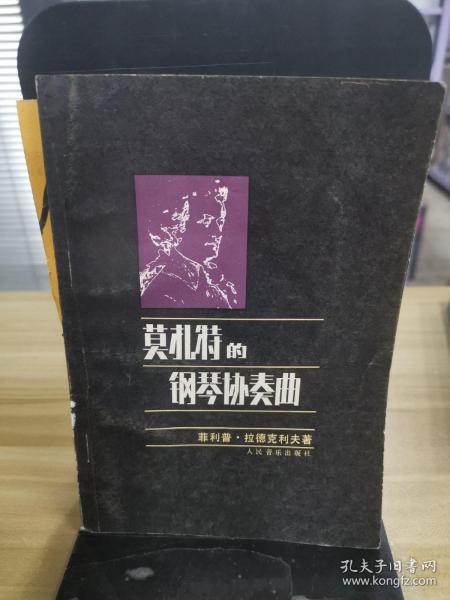 莫札特的
钢琴协奏曲
菲利普·拉德克利夫著
人民音乐出版社
孔夫子旧书网
www.kongfz.com